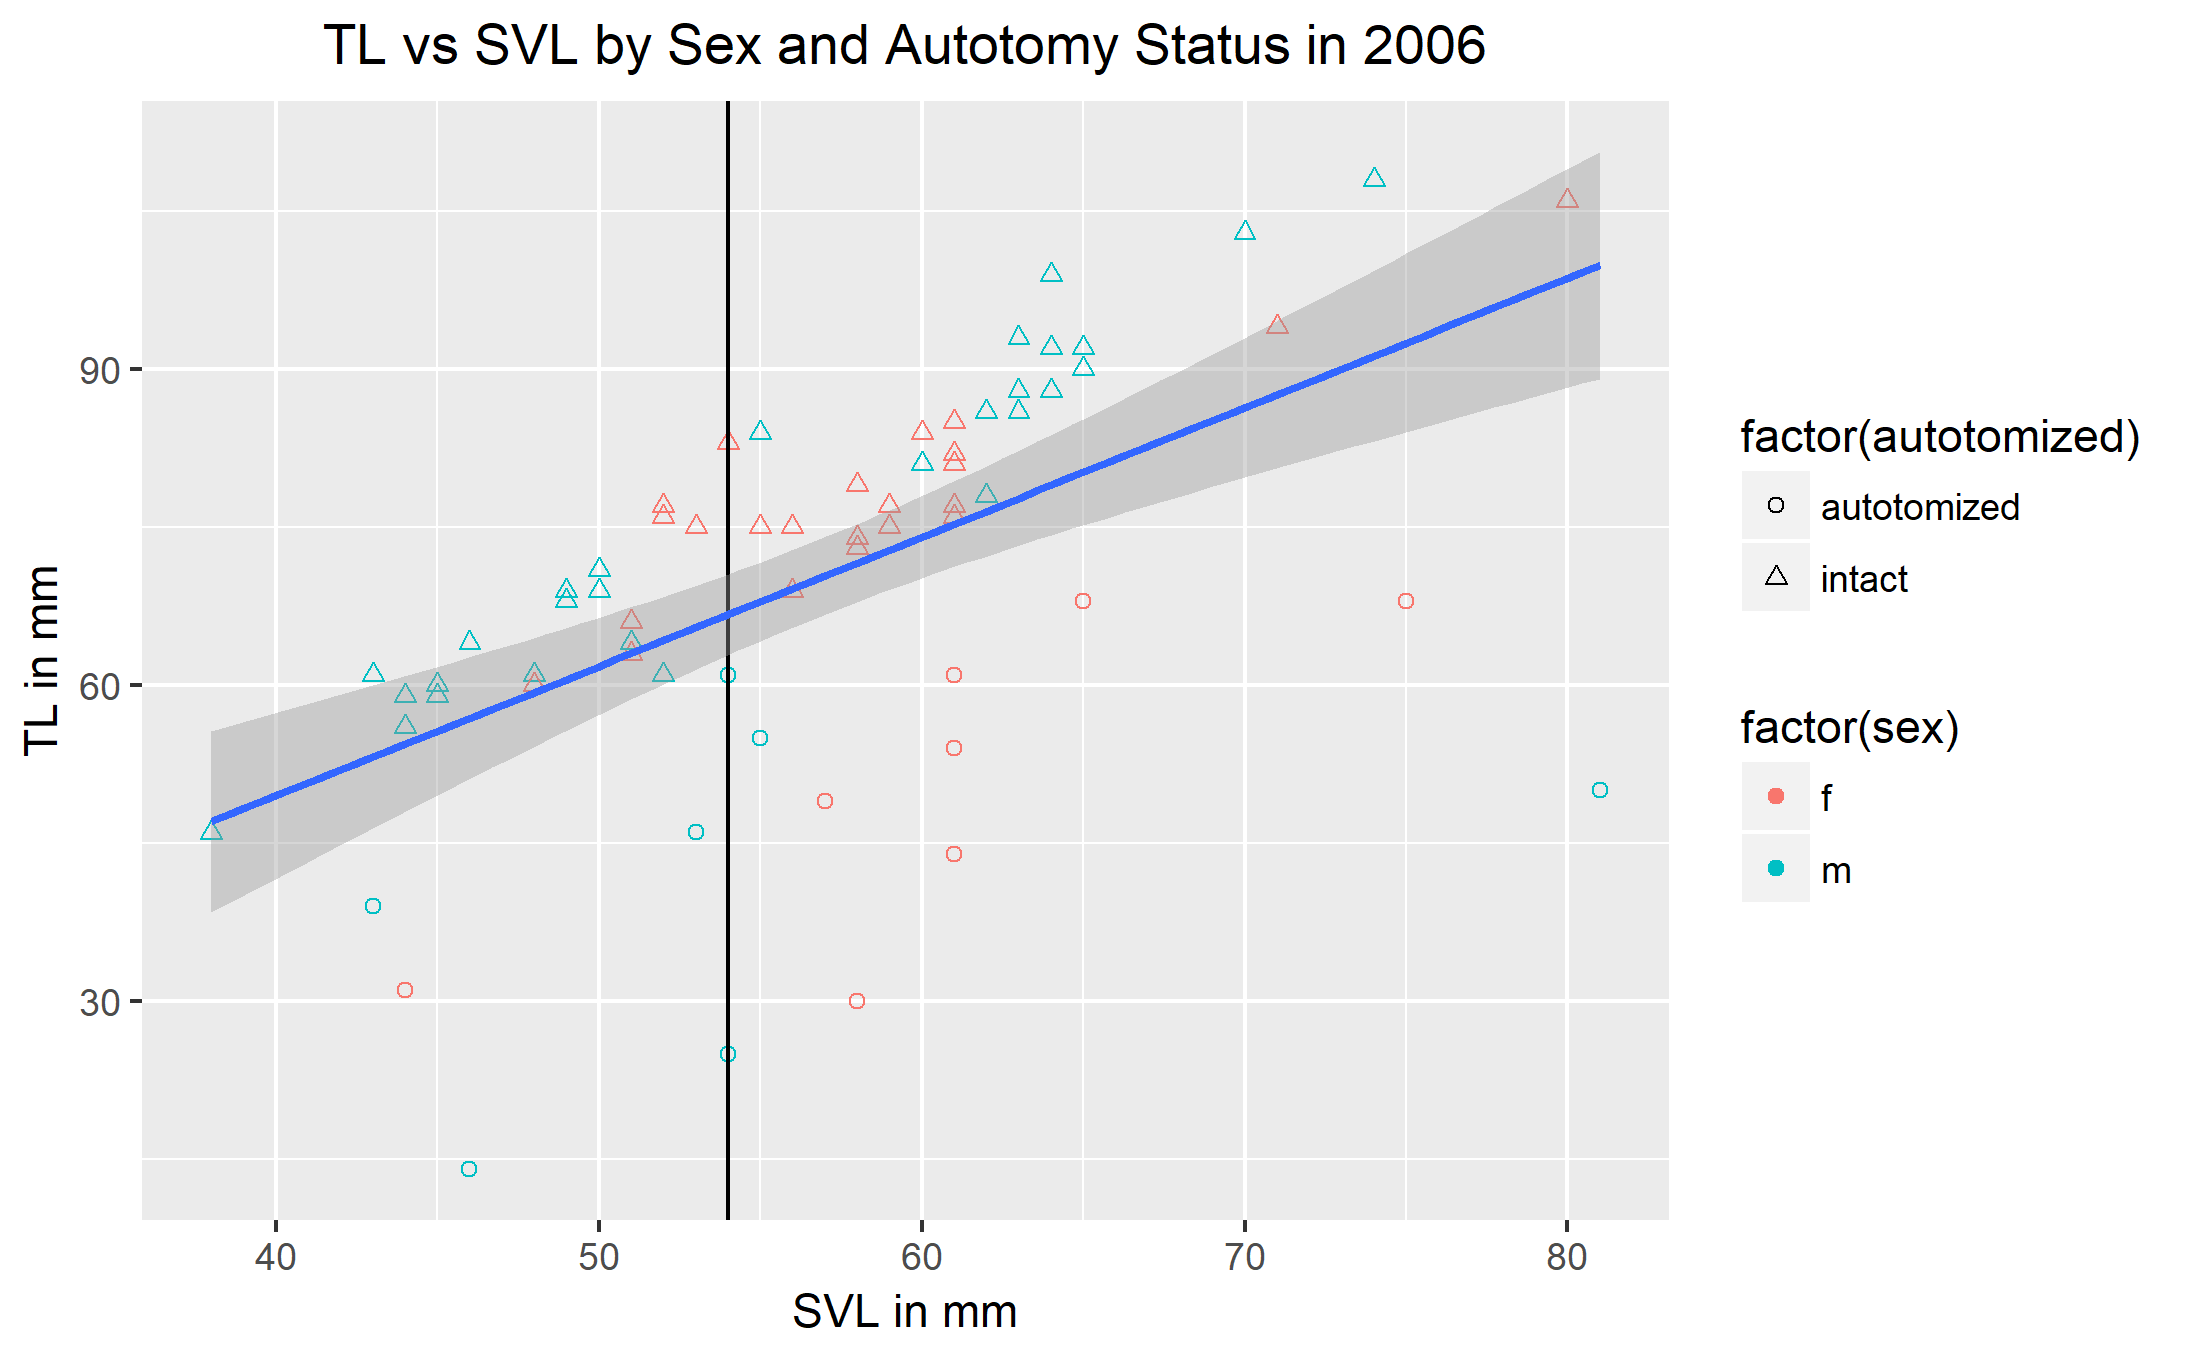 TL vs SVL by Sex and Autotomy Status in 2006
TL in mm
90
60
30
40 50 60 70 80
SVL in mm
factor(autotomized)
autotomized
intact
factor(sex)
f
m